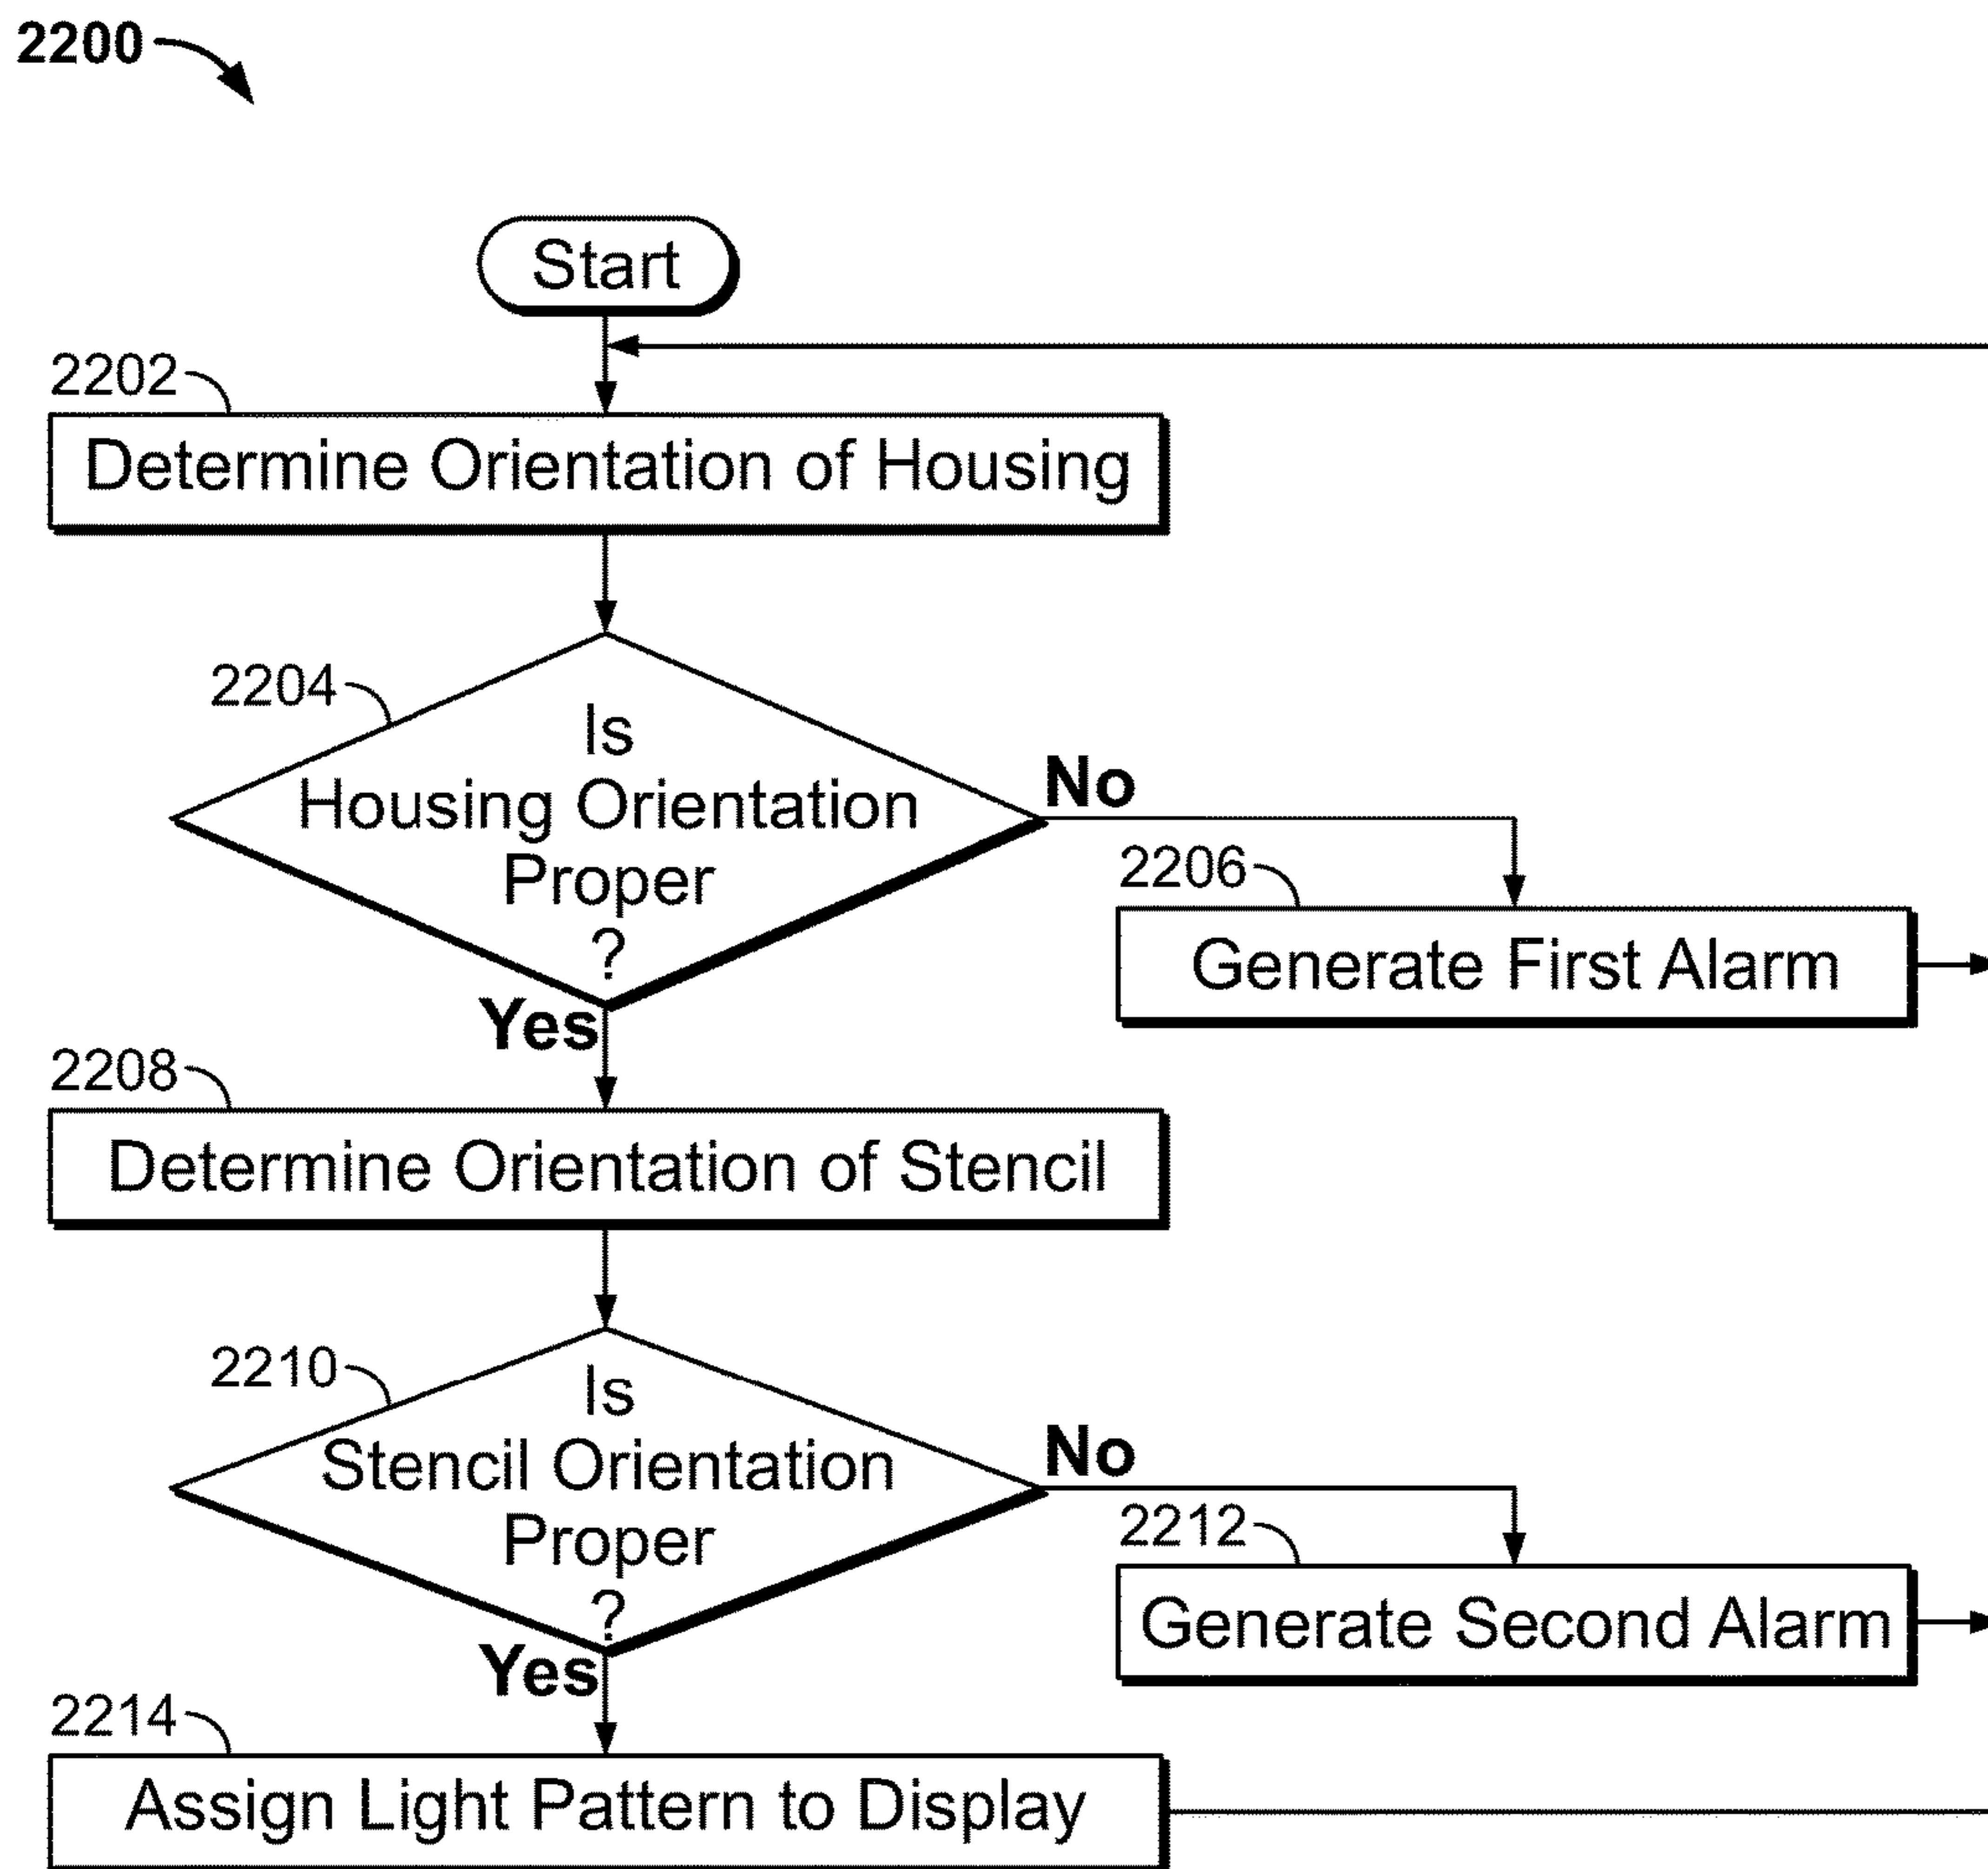 2200
Start
2202
Determine Orientation of Housing
2204
Is
Housing Orientation
Proper
?
No
2206
Generate First Alarm
Yes
2208
Determine Orientation of Stencil
2210
Is
Stencil Orientation
Proper
?
No
2212
Generate Second Alarm
Yes
2214
Assign Light Pattern to Display